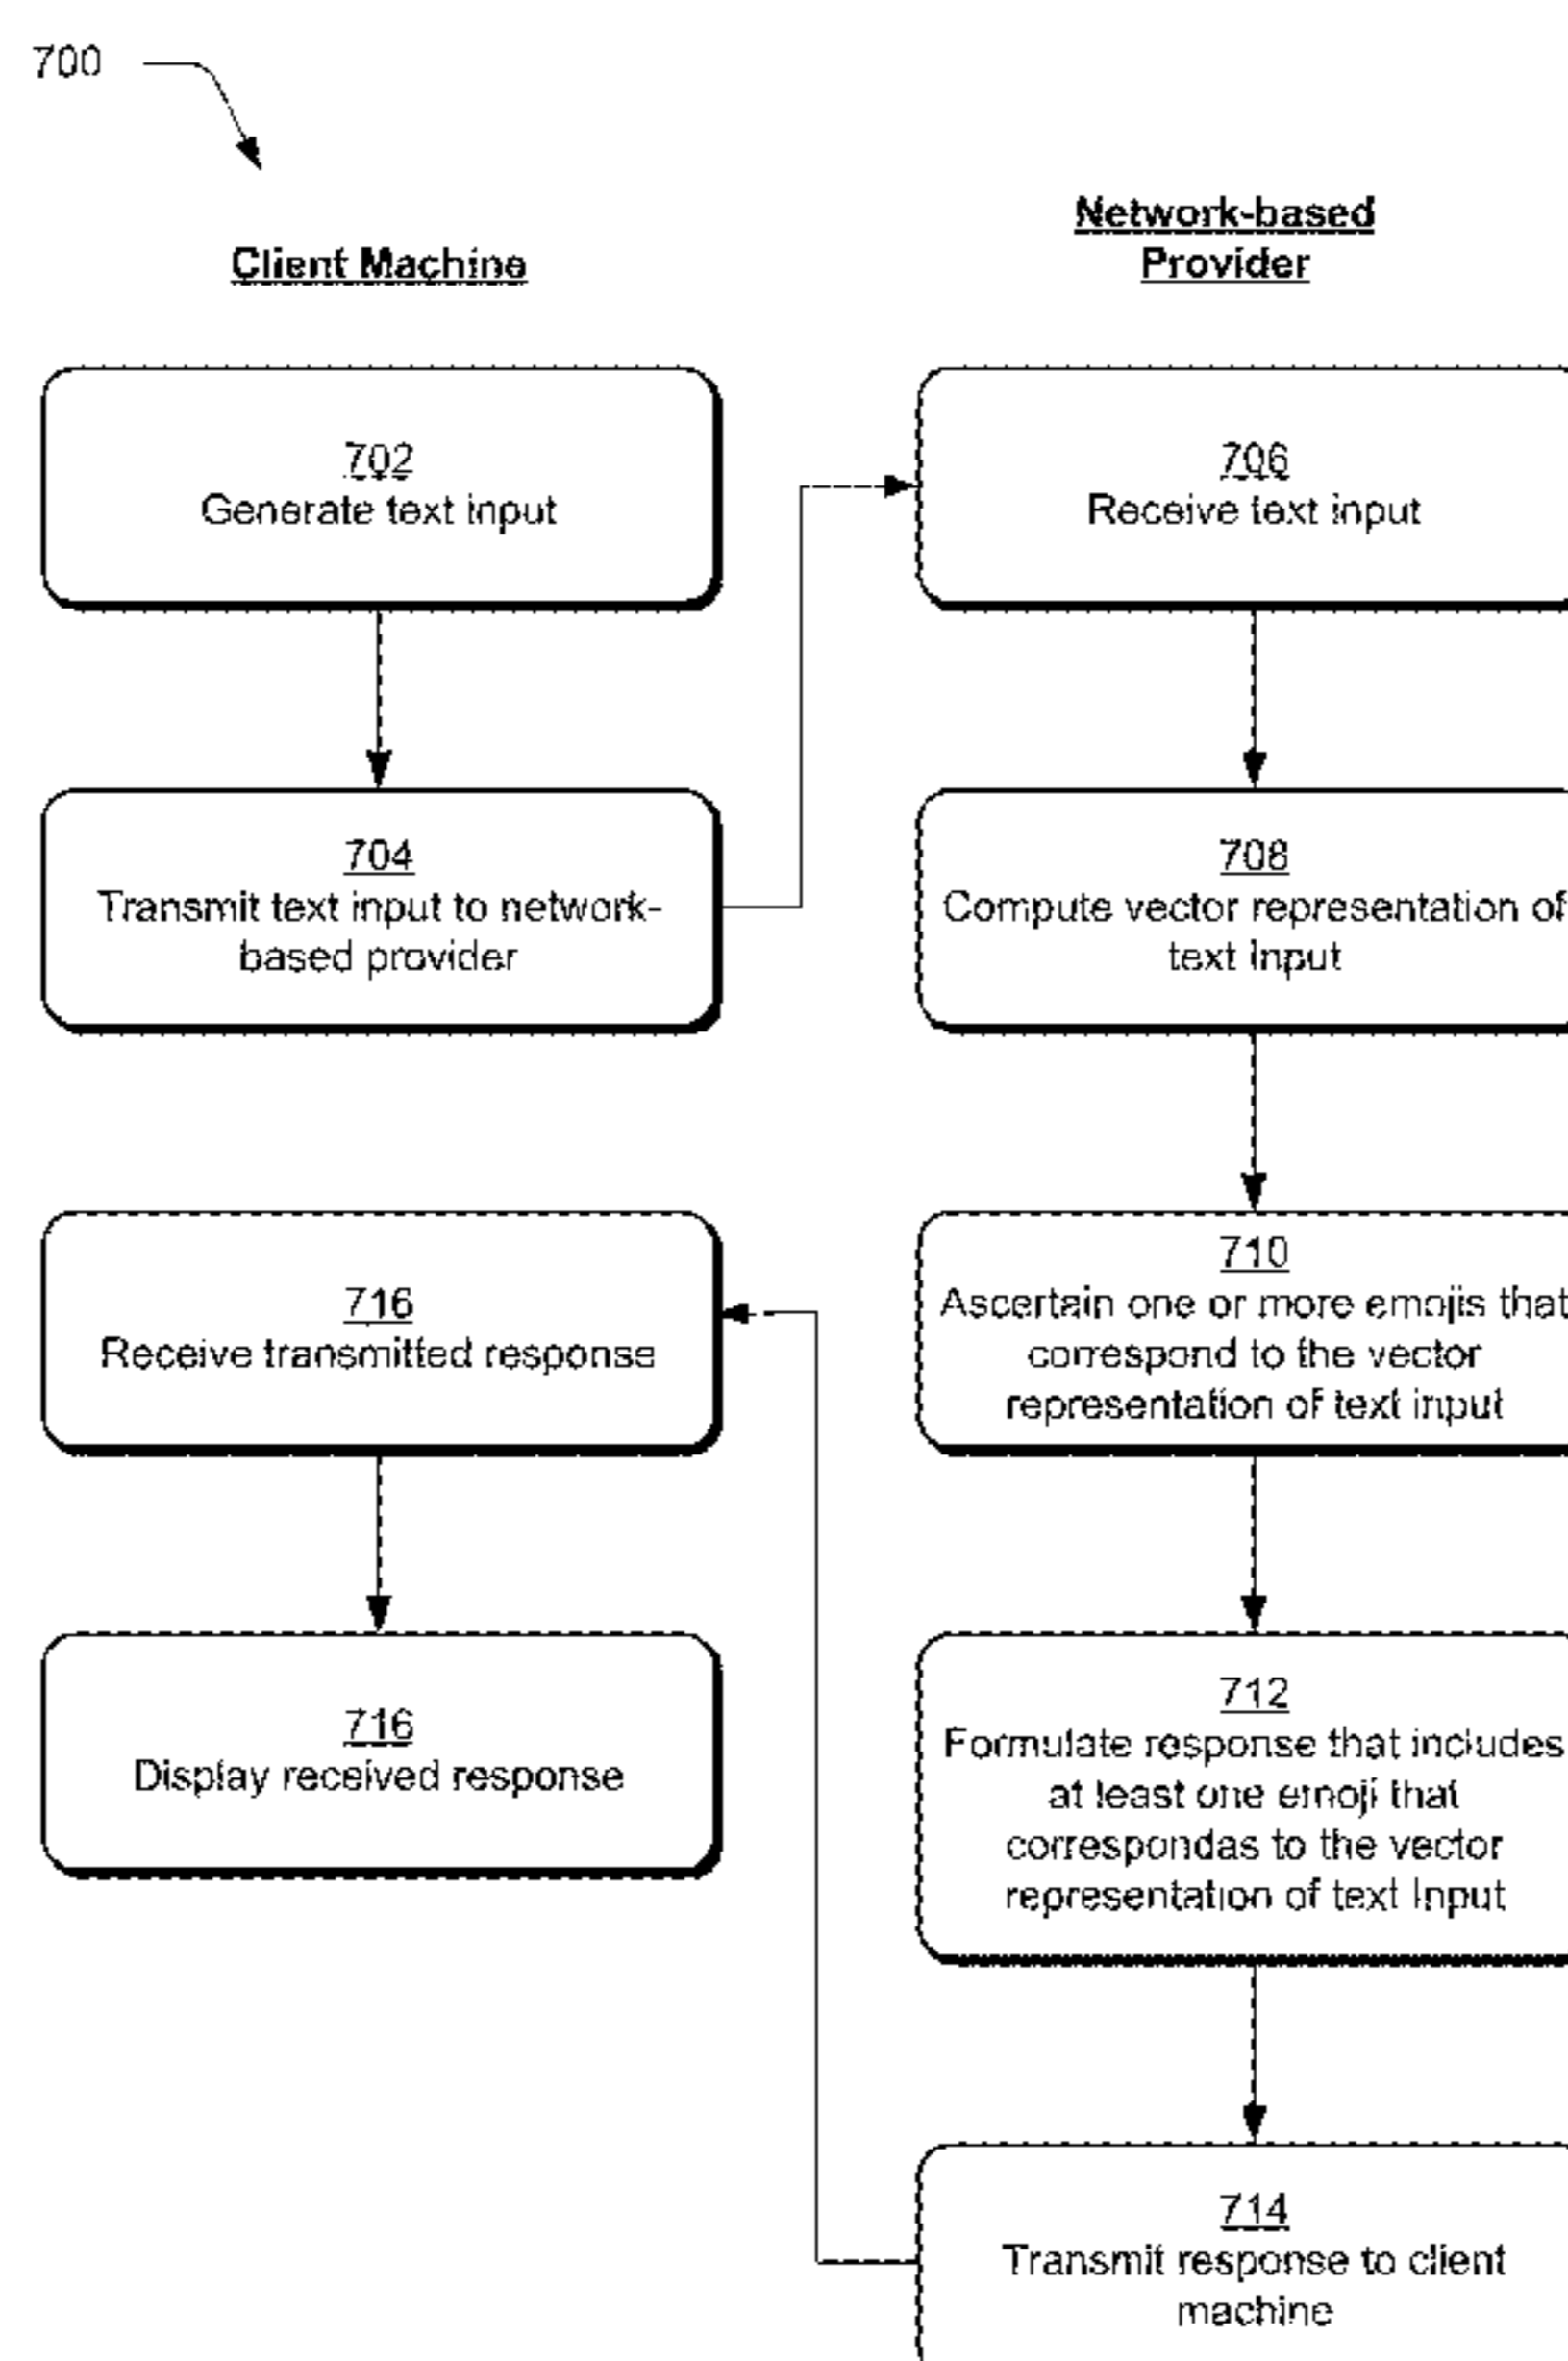 700
Client Machine
Network-based
Provider
702
Generate text input
704
Transmit text input to network-
based provider
706
Receive text input
708
Compute vector representation of
text Input
710
Ascertain one or more emojis that
correspond to the vector
representation of text input
712
Formulate response that includes
at least one emoji that
correspondas to the vector
representation of text Input
714
Transmit response to client
machine
716
Receive transmitted response
716
Display received response